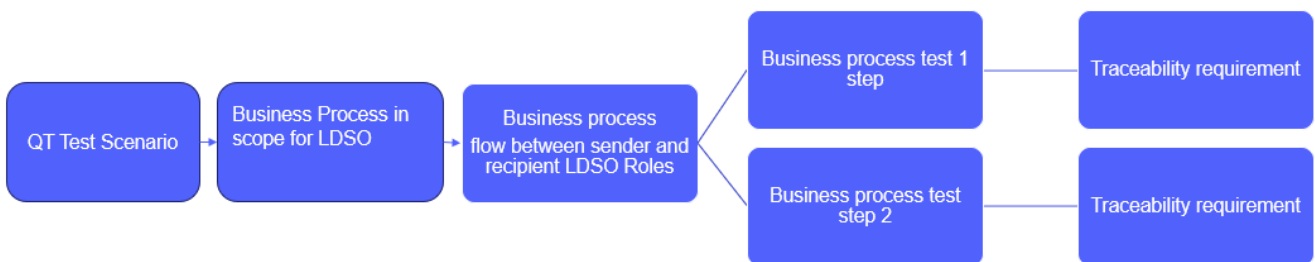 QT Test Scenario
Business Process in
scope for LDSO
Business process
flow between sender and
recipient LDSO Roles
Business process test 1
step
Traceability requirement
Business process test
step 2
Traceability requirement